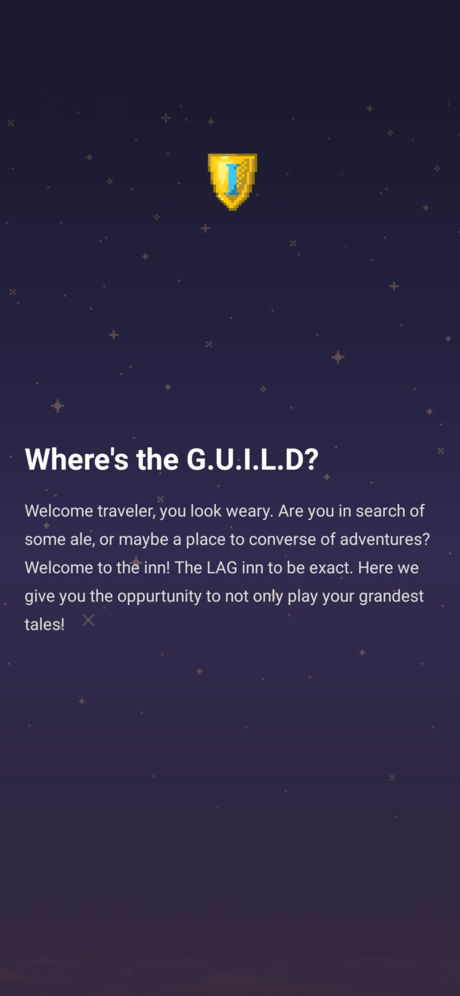 Where's the G.U.I.L.D?
Welcome traveler, you look weary. Are you in search of
some ale, or maybe a place to converse of adventures?
Welcome to the inn! The LAG inn to be exact. Here we
give you the oppurtunity to not only play your grandest
tales!